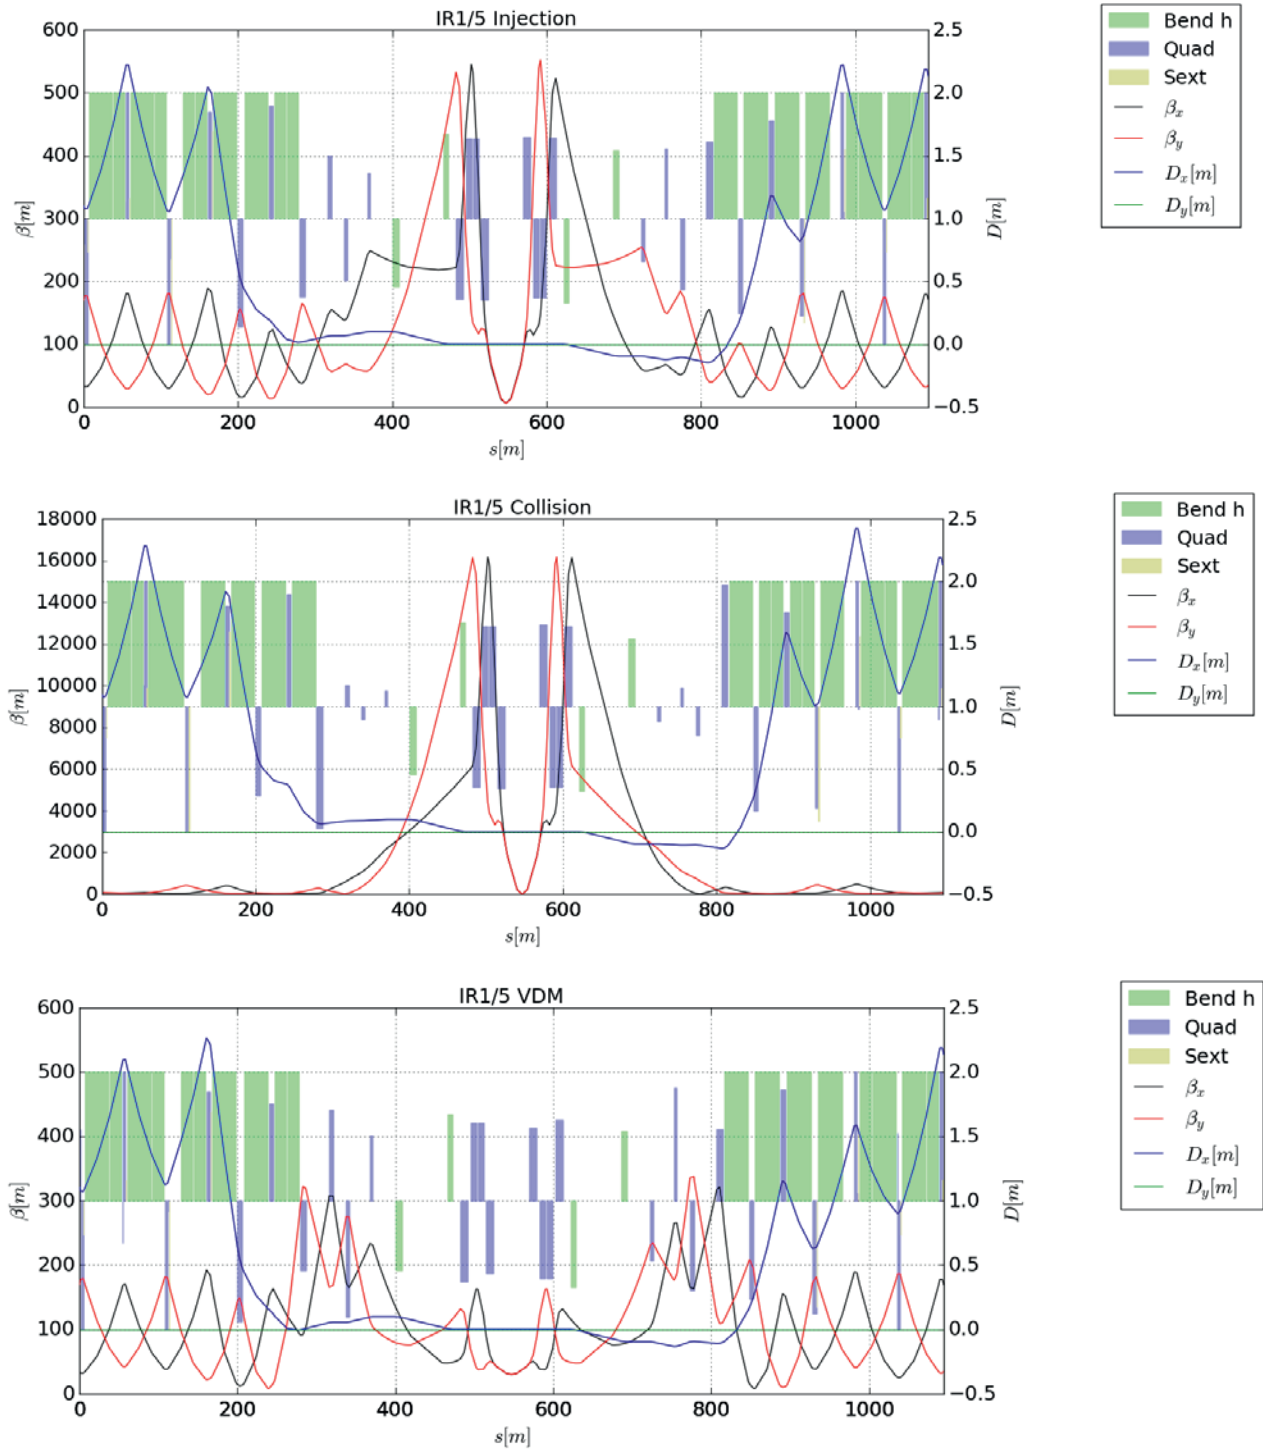 IR1/5 Injection
600
500
400
300
200
100
0
β[m]
2.5
2.0
1.5
1.0
0.5
0.0
−0.5
D[m]
0 200 400 600 800 1000
s[m]
Bend h
Quad
Sext
βx
βy
Dx[m]
Dy[m]
IR1/5 Collision
18000
16000
14000
12000
10000
8000
6000
4000
2000
0
β[m]
2.5
2.0
1.5
1.0
0.5
0.0
−0.5
D[m]
0 200 400 600 800 1000
s[m]
Bend h
Quad
Sext
βx
βy
Dx[m]
Dy[m]
IR1/5 VDM
600
500
400
300
200
100
0
β[m]
2.5
2.0
1.5
1.0
0.5
0.0
−0.5
D[m]
0 200 400 600 800 1000
s[m]
Bend h
Quad
Sext
βx
βy
Dx[m]
Dy[m]